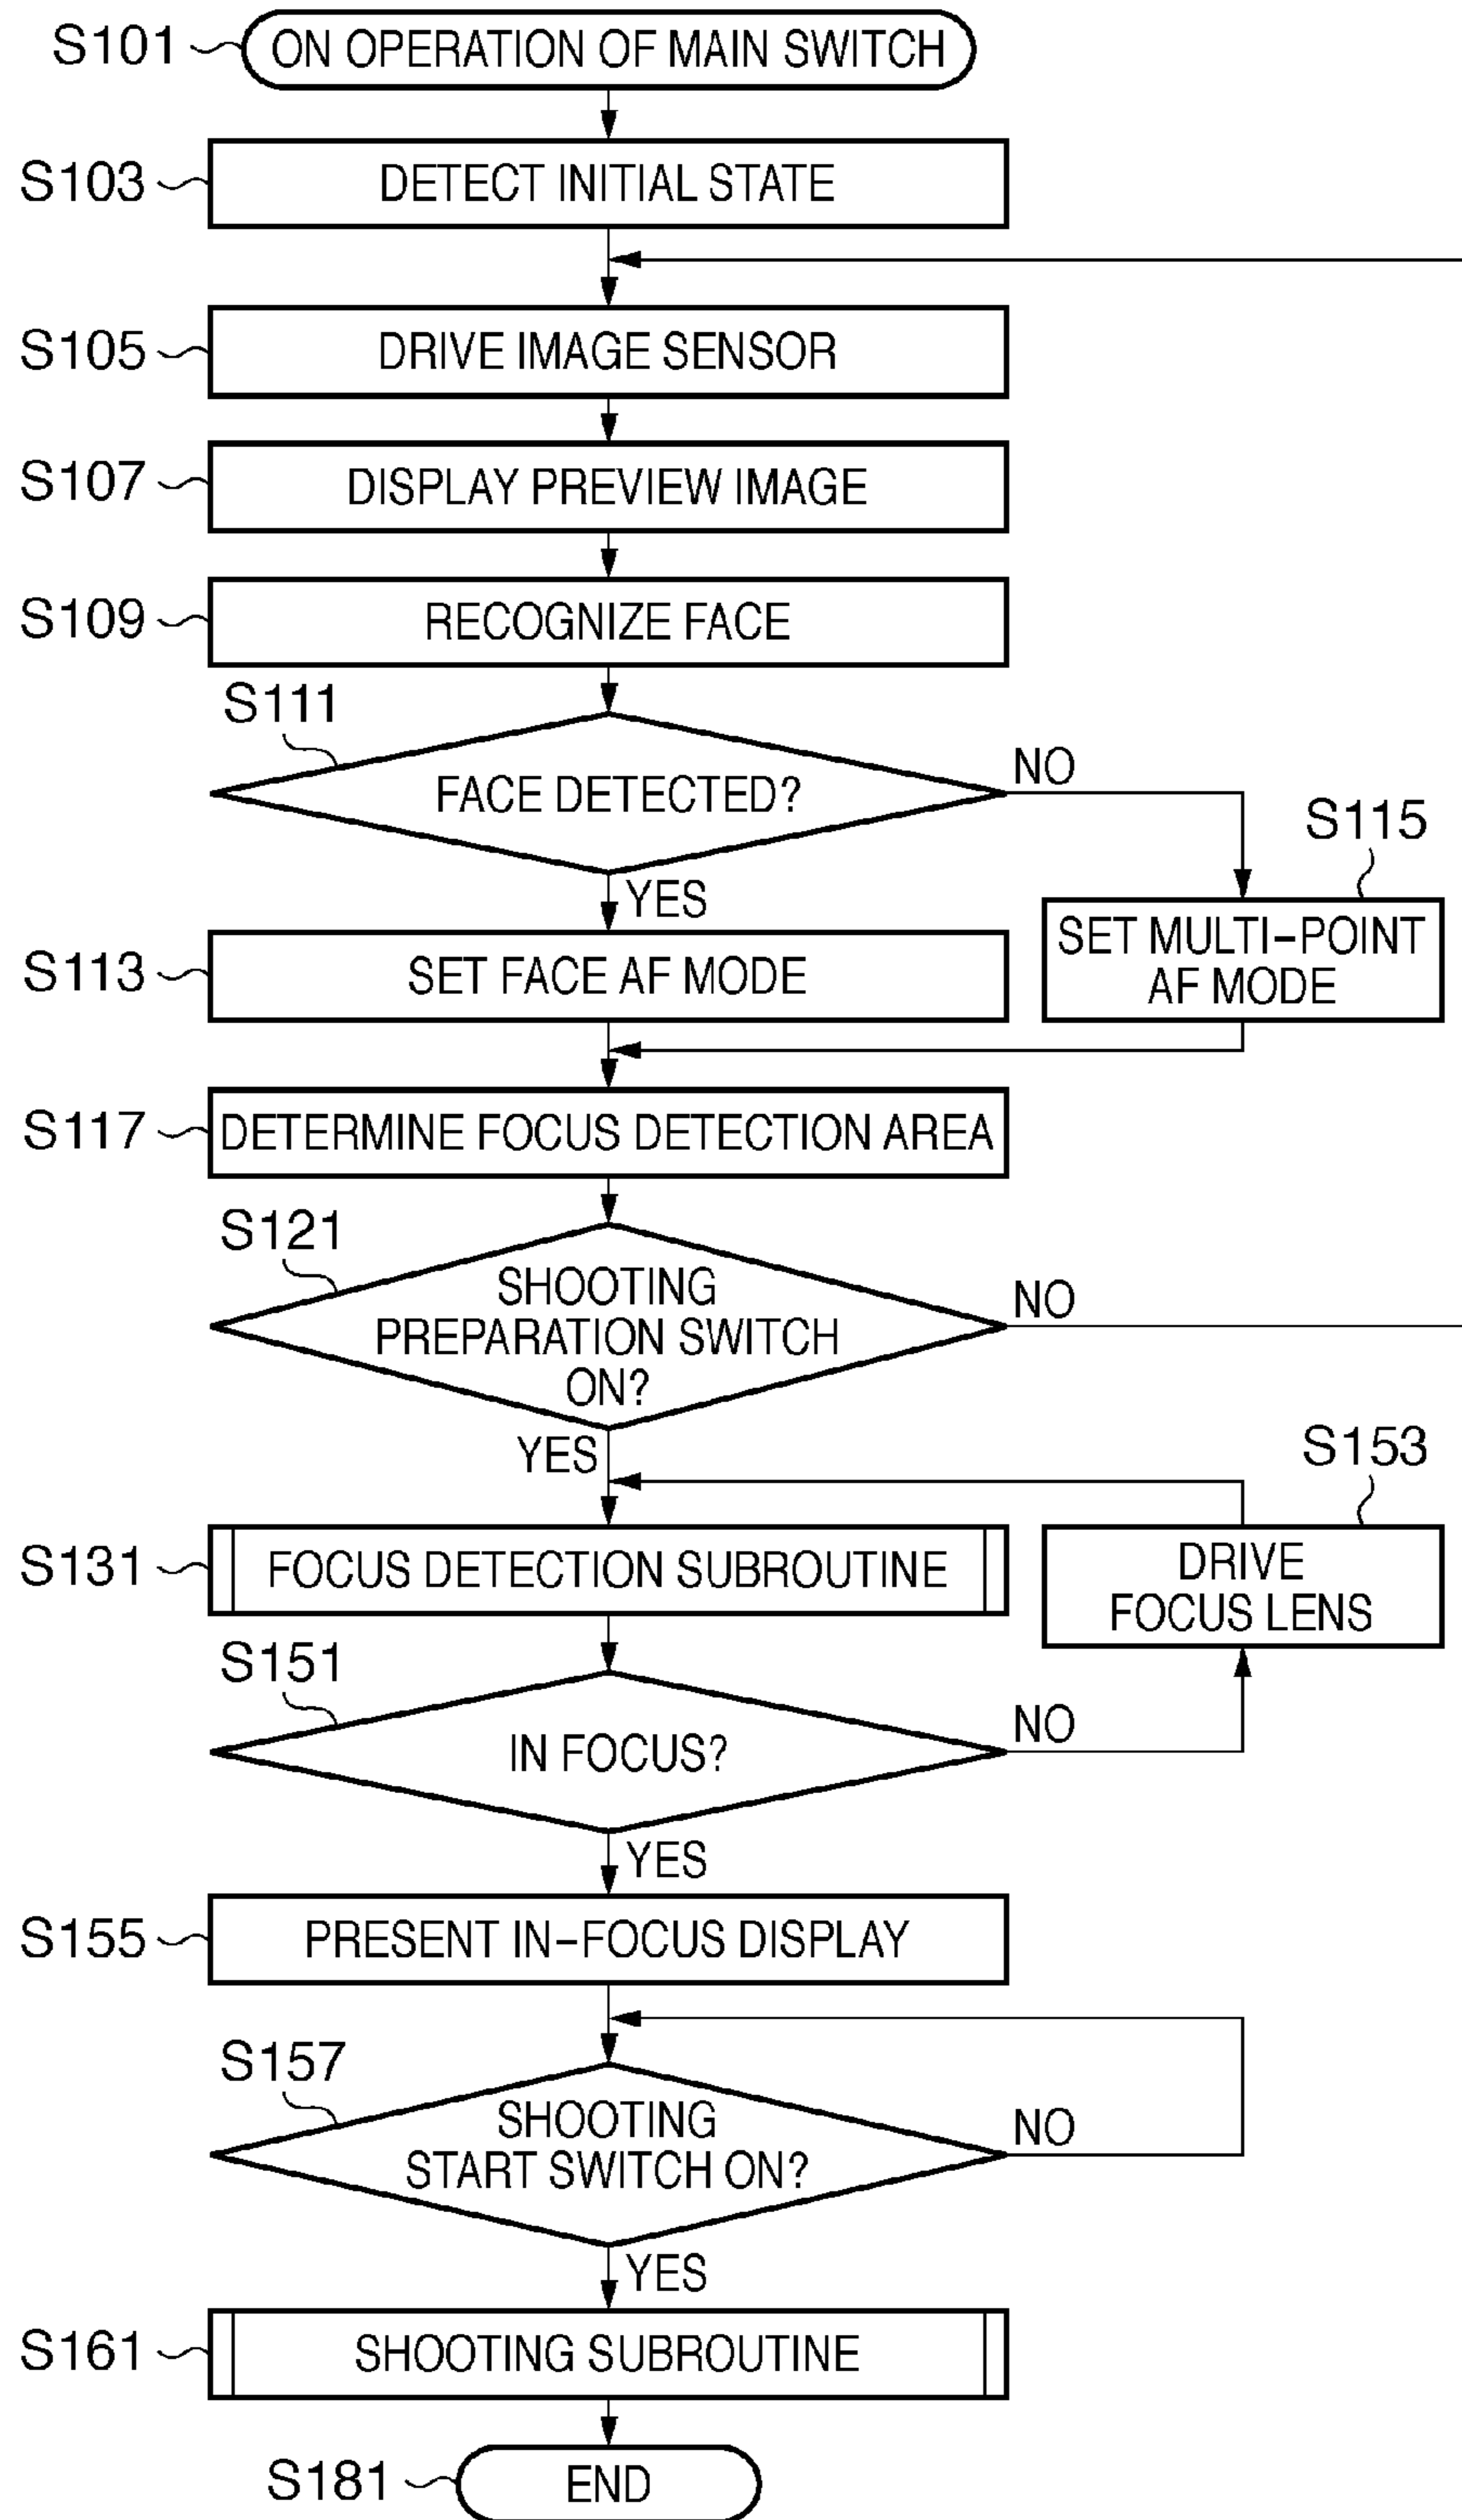 S101
ON OPERATION OF MAIN SWITCH
S103
DETECT INITIAL STATE
S105
DRIVE IMAGE SENSOR
S107
DISPLAY PREVIEW IMAGE
S109
RECOGNIZE FACE
S111
FACE DETECTED?
NO
YES
S115
SET MULTI-POINT
AF MODE
S113
SET FACE AF MODE
S117
DETERMINE FOCUS DETECTION AREA
S121
SHOOTING
PREPARATION SWITCH
ON?
NO
YES
S153
DRIVE
FOCUS LENS
S131
FOCUS DETECTION SUBROUTINE
S151
IN FOCUS?
NO
YES
S155
PRESENT IN-FOCUS DISPLAY
S157
SHOOTING
START SWITCH ON?
NO
YES
S161
SHOOTING SUBROUTINE
S181
END